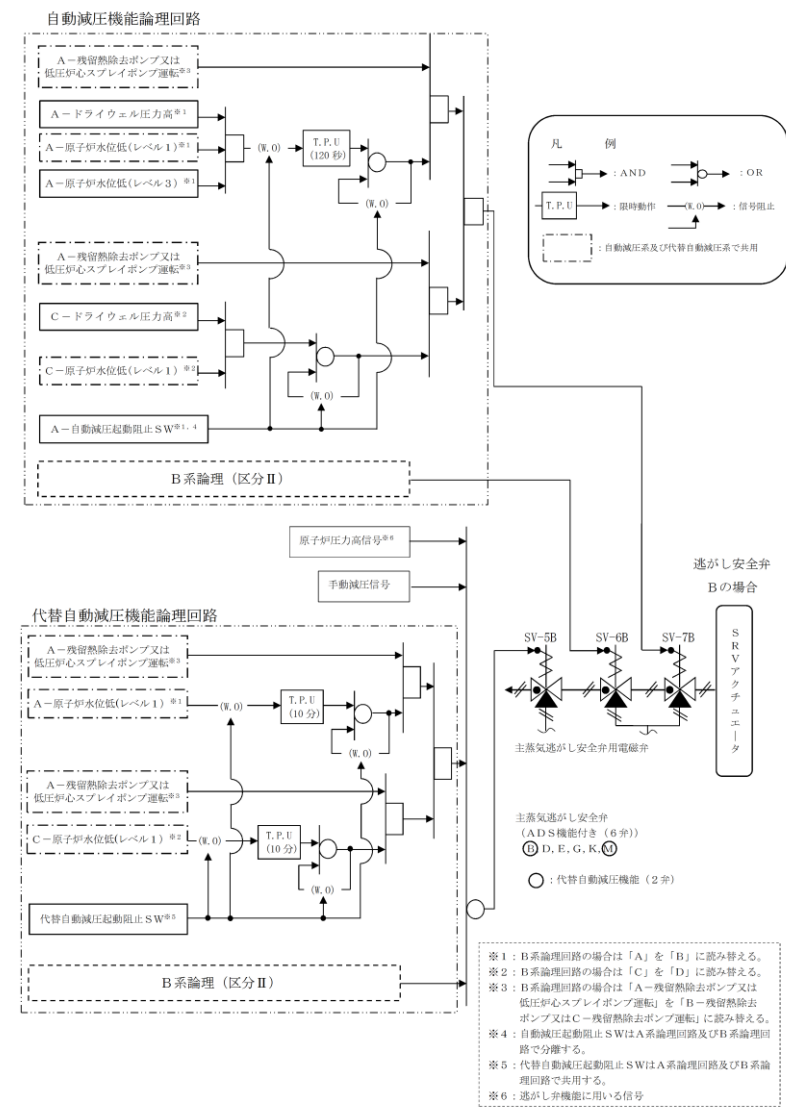 自動減圧機能論理回路
A－残留熱除去ポンプ又は
低圧炉心スプレイポンプ運転※3
A－ドライウェル圧力高※1
A－原子炉水位低(レベル1)※1
A－原子炉水位低(レベル3)※1
(W.O)
T.P.U
(120秒)
(W.O)
A－残留熱除去ポンプ又は
低圧炉心スプレイポンプ運転※3
C－ドライウェル圧力高※2
C－原子炉水位低(レベル1)※2
(W.O)
A－自動減圧起動阻止SW※1,4
B系論理(区分Ⅱ)
凡 例
:AND
:OR
T.P.U
:限時動作
(W.O)
:信号阻止
:自動減圧系及び代替自動減圧系で共用
原子炉圧力高信号※6
手動減圧信号
代替自動減圧機能論理回路
A－残留熱除去ポンプ又は
低圧炉心スプレイポンプ運転※3
A－原子炉水位低(レベル1)※1
(W.O)
T.P.U
(10分)
(W.O)
A－残留熱除去ポンプ又は
低圧炉心スプレイポンプ運転※3
C－原子炉水位低(レベル1)※2
(W.O)
T.P.U
(10分)
(W.O)
代替自動減圧起動阻止SW※5
B系論理(区分Ⅱ)
逃がし安全弁
Bの場合
SV-5B
SV-6B
SV-7B
SRVアクチュエータ
主蒸気逃がし安全弁用電磁弁
主蒸気逃がし安全弁
(ADS機能付き(6弁))
B,D,E,G,K,M
:代替自動減圧機能(2弁)
※1:B系論理回路の場合は「A」を「B」に読み替える。
※2:B系論理回路の場合は「C」を「D」に読み替える。
※3:B系論理回路の場合は「A－残留熱除去ポンプ又は
低圧炉心スプレイポンプ運転」を「B－残留熱除去
ポンプ又はC－残留熱除去ポンプ運転」に読み替える。
※4:自動減圧起動阻止SWはA系論理回路及びB系論理回
路で分離する。
※5:代替自動減圧起動阻止SWはA系論理回路及びB系論
理回路で共用する。
※6:逃がし弁機能に用いる信号